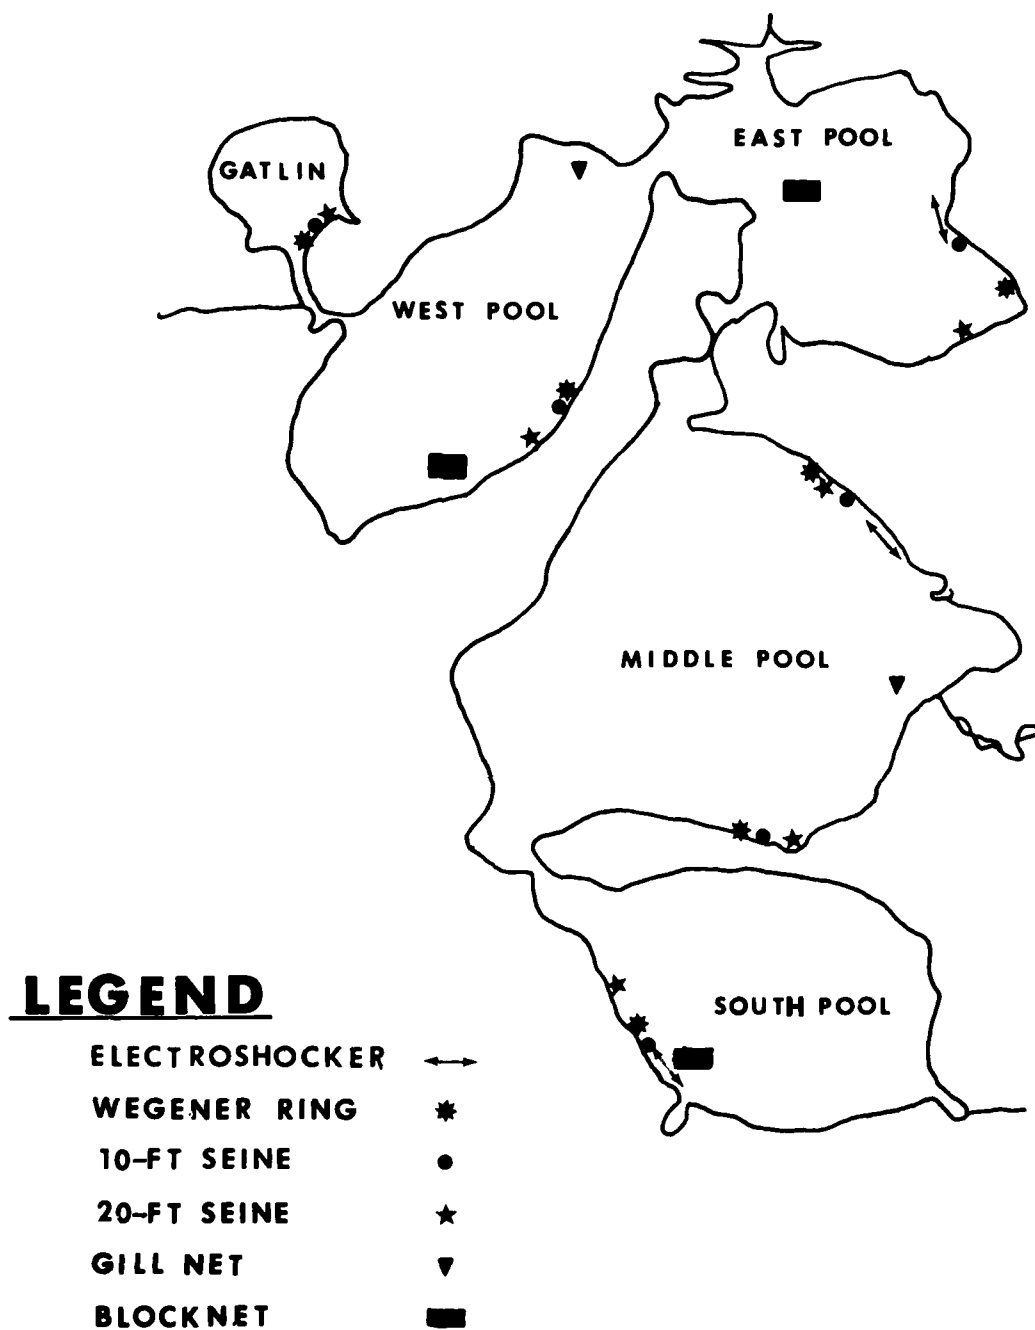 EAST POOL
GATLIN
WEST POOL
MIDDLE POOL
SOUTH POOL
LEGEND
ELECTROSHOCKER
WEGENER RING
10-FT SEINE
20-FT SEINE
GILL NET
BLOCKNET